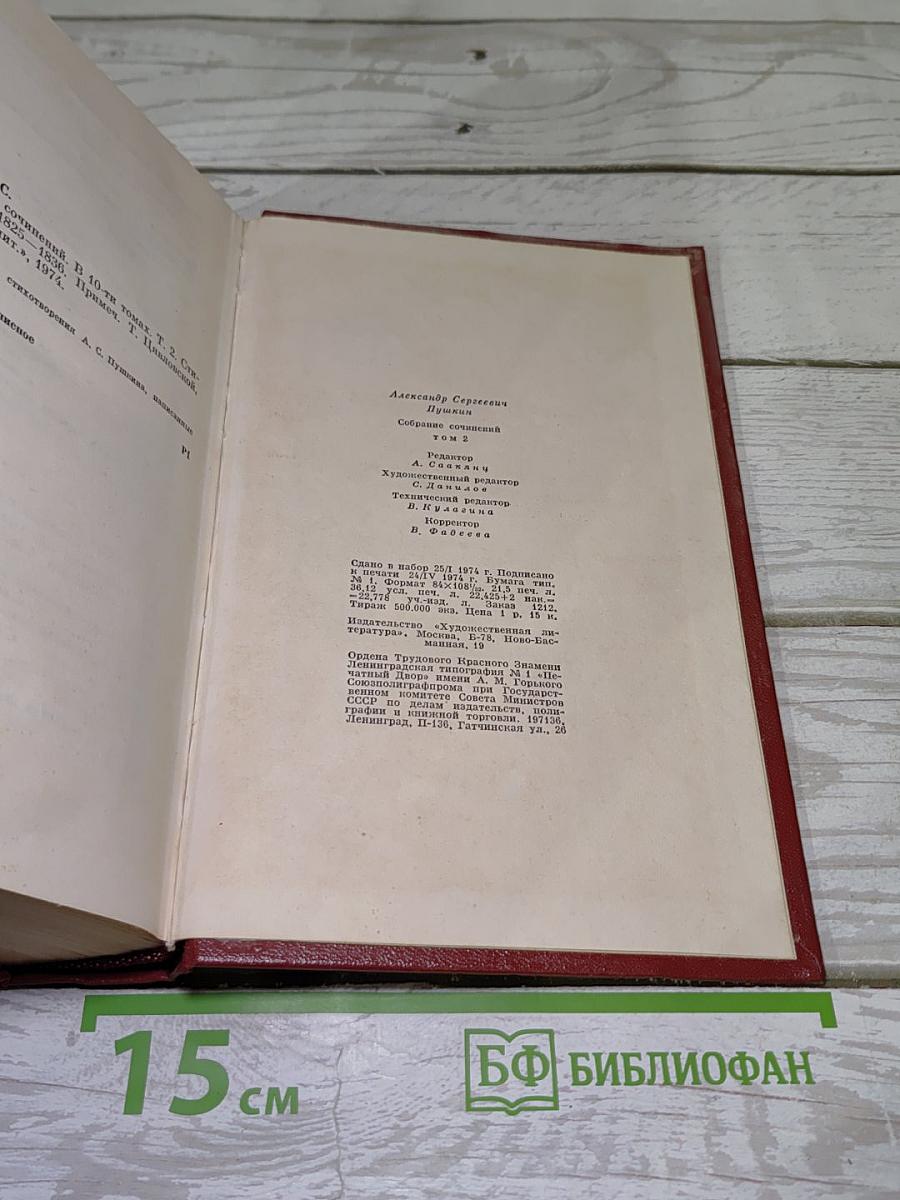 С.
сочинений. В 10-ти томах. Т. 2. Сти-
1825—1836. Примеч. Т. Цявловской,
лит.», 1974.
стихотворения А. С. Пушкина, написанные
Р1
Александр Сергеевич
Пушкин
Собрание сочинений
том 2
Редактор
А. Саакянц
Художественный редактор
С. Данилов
Технический редактор
В. Кулагина
Корректор
В. Фадеева
Сдано в набор 25/I 1974 г. Подписано
к печати 24/IV 1974 г. Бумага тип.
№ 1. Формат 84×108¹/₃₂. 21,5 печ. л.
36,12 усл. печ. л. 22,425+2 нак.=
=22,778 уч.-изд. л. Заказ 1212.
Тираж 500.000 экз. Цена 1 р. 15 к.
Издательство «Художественная ли-
тература». Москва, Б-78, Ново-Бас-
манная, 19
Ордена Трудового Красного Знамени
Ленинградская типография № 1 «Пе-
чатный Двор» имени А. М. Горького
Союзполиграфпрома при Государст-
венном комитете Совета Министров
СССР по делам издательств, поли-
графии и книжной торговли. 197136,
Ленинград, П-136, Гатчинская ул., 26
15 см
БФ БИБЛИОФАН